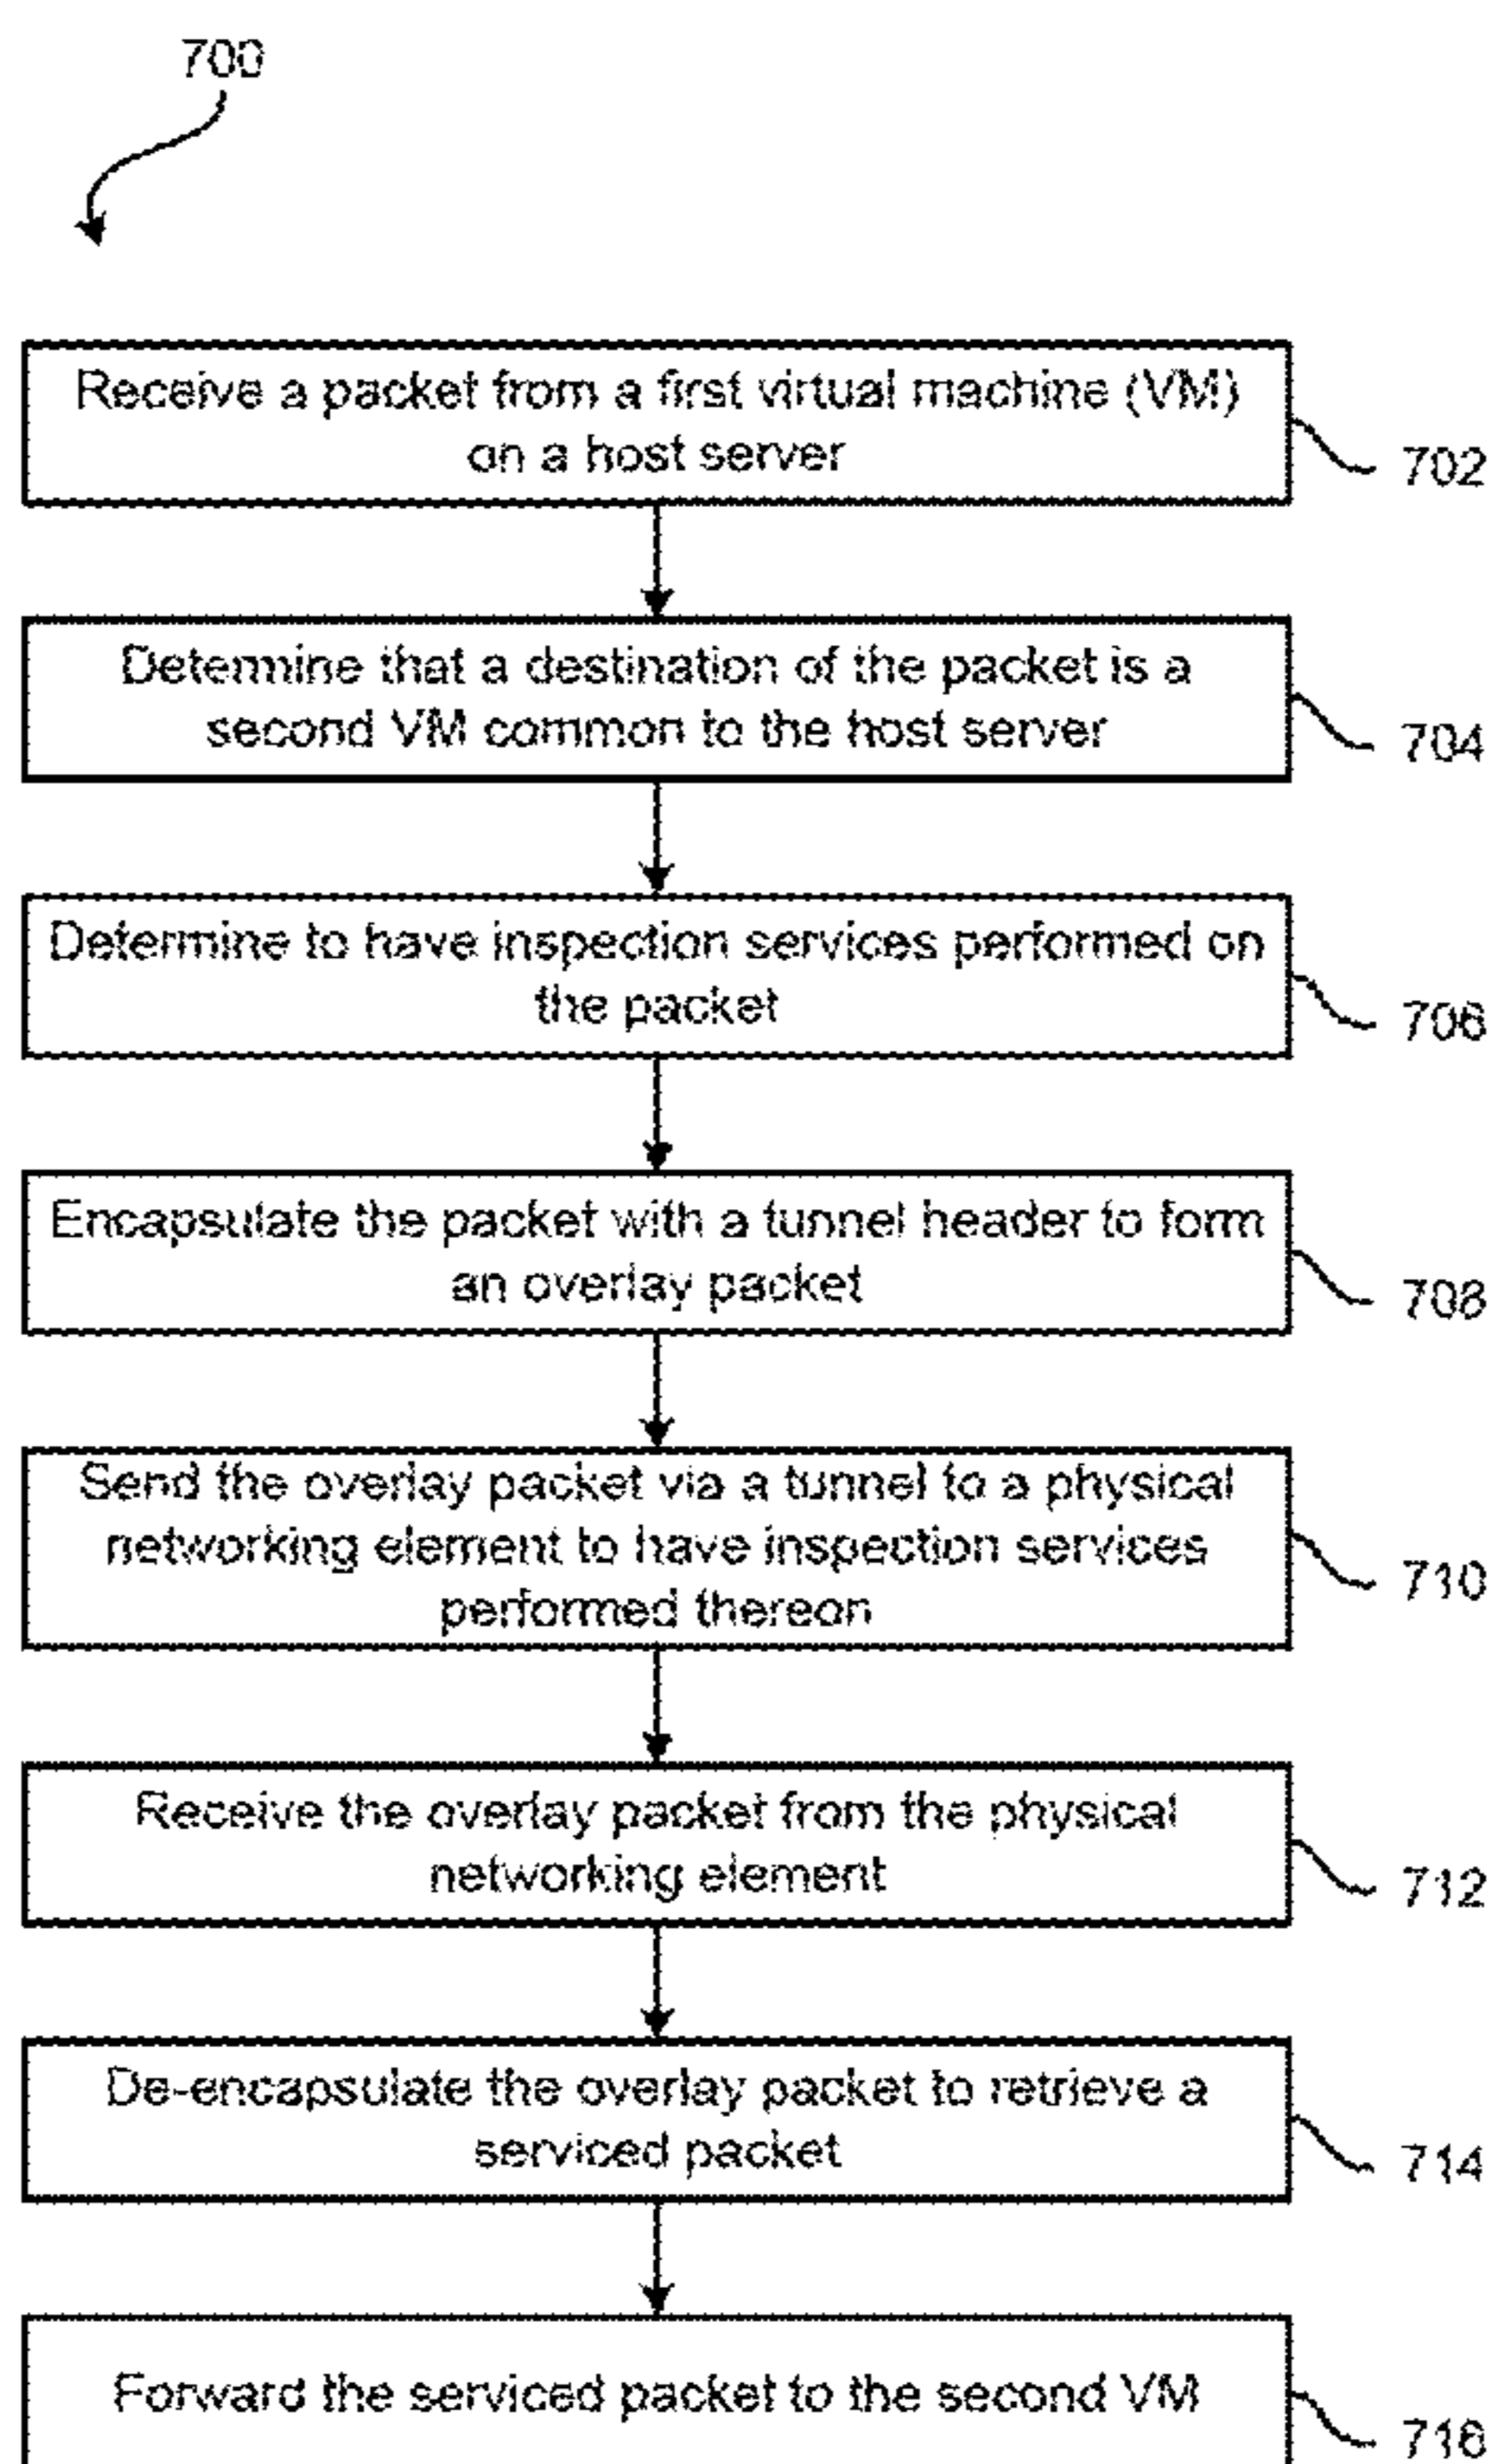 700
Receive a packet from a first virtual machine (VM)
on a host server
702
Determine that a destination of the packet is a
second VM common to the host server
704
Determine to have inspection services performed on
the packet
706
Encapsulate the packet with a tunnel header to form
an overlay packet
708
Send the overlay packet via a tunnel to a physical
networking element to have inspection services
performed thereon
710
Receive the overlay packet from the physical
networking element
712
De-encapsulate the overlay packet to retrieve a
serviced packet
714
Forward the serviced packet to the second VM
716